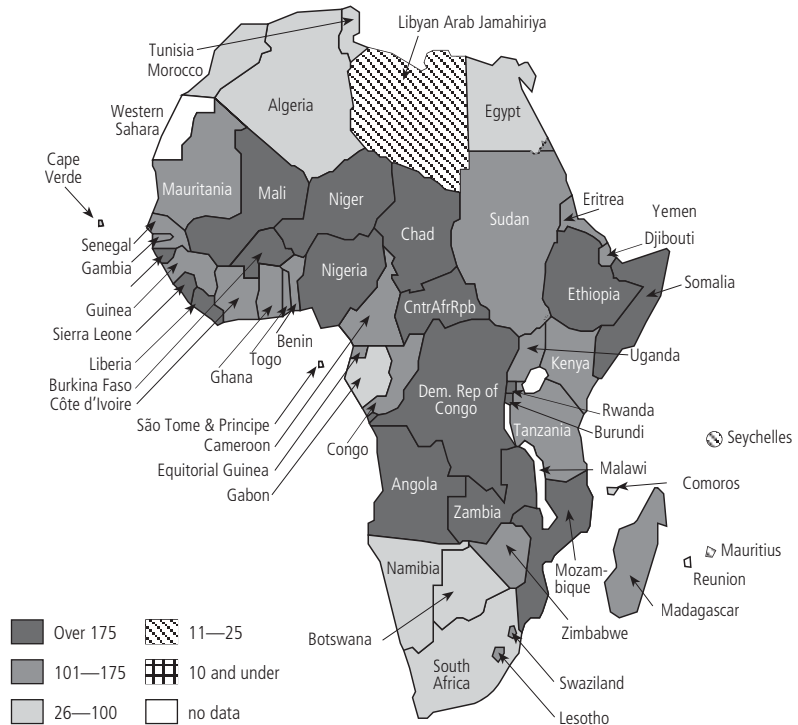 Libyan Arab Jamahiriya
Tunisia
Morocco
Algeria
Egypt
Western
Sahara
Cape
Verde
Mauritania
Mali
Niger
Chad
Sudan
Eritrea
Yemen
Djibouti
Senegal
Gambia
Nigeria
Ethiopia
Somalia
CntrAfrRpb
Guinea
Sierra Leone
Liberia
Burkina Faso
Côte d’Ivoire
Ghana
Togo
Benin
Uganda
Kenya
Dem. Rep of
Congo
Rwanda
Burundi
Tanzania
São Tome & Principe
Cameroon
Equitorial Guinea
Gabon
Congo
Seychelles
Malawi
Comoros
Angola
Zambia
Mozam-
bique
Mauritius
Reunion
Madagascar
Namibia
Botswana
Zimbabwe
South
Africa
Swaziland
Lesotho
Over 175
101—175
26—100
11—25
10 and under
no data